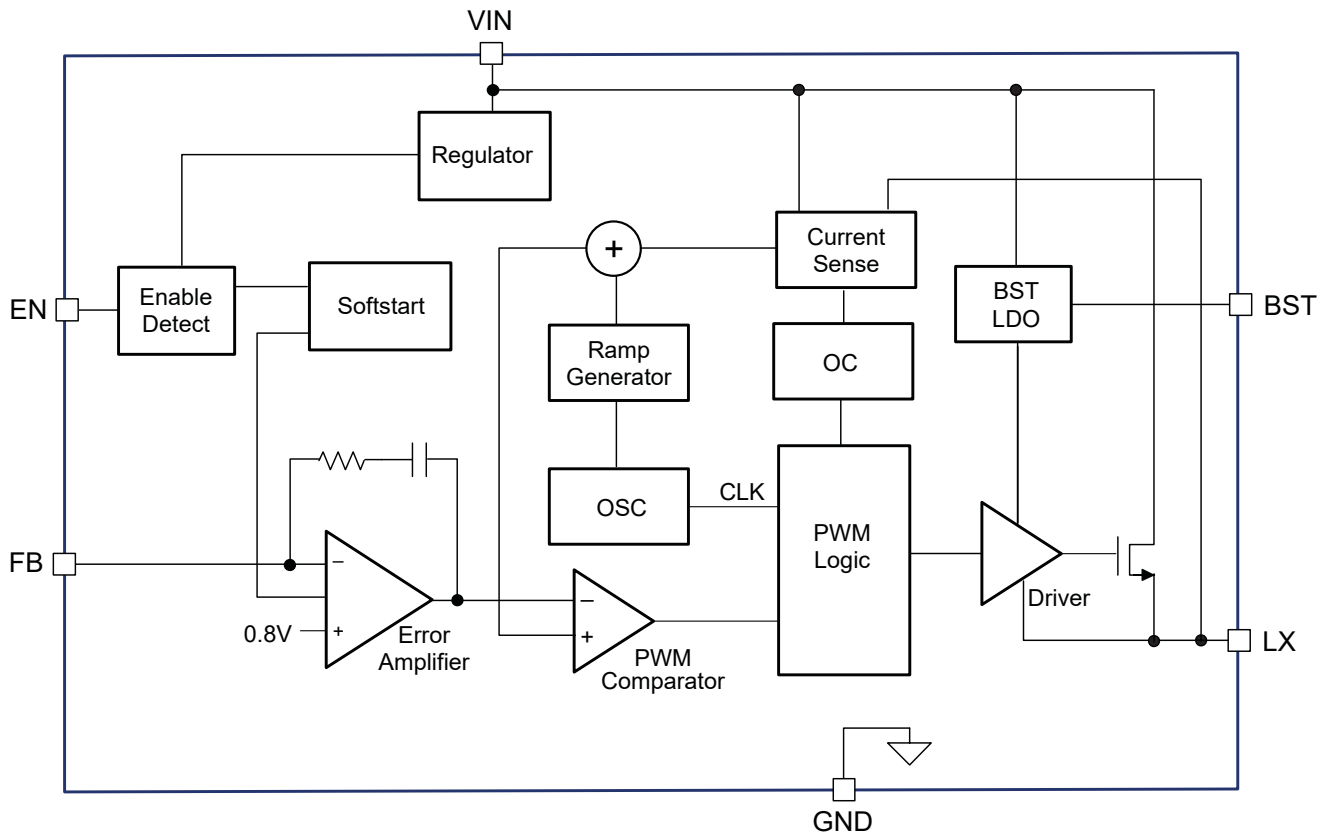 VIN
Regulator
Current
Sense
+
EN
Enable
Detect
Softstart
BST
LDO
BST
Ramp
Generator
OC
OSC
CLK
PWM
Logic
FB
−
+
0.8V
Error
Amplifier
−
+
PWM
Comparator
Driver
LX
GND